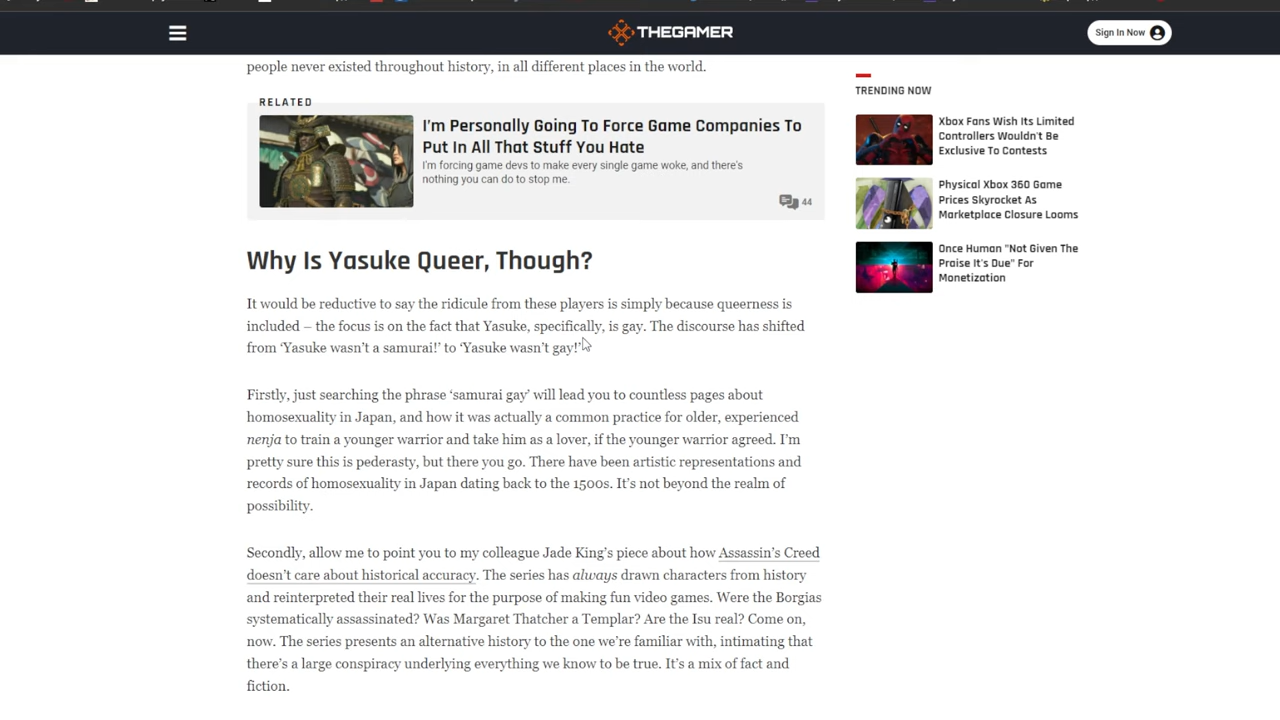 THEGAMER
Sign In Now
people never existed throughout history, in all different places in the world.
RELATED
I'm Personally Going To Force Game Companies To
Put In All That Stuff You Hate
I'm forcing game devs to make every single game woke, and there's
nothing you can do to stop me.
44
Why Is Yasuke Queer, Though?
It would be reductive to say the ridicule from these players is simply because queerness is
included – the focus is on the fact that Yasuke, specifically, is gay. The discourse has shifted
from ‘Yasuke wasn’t a samurai!’ to ‘Yasuke wasn’t gay!’
Firstly, just searching the phrase ‘samurai gay’ will lead you to countless pages about
homosexuality in Japan, and how it was actually a common practice for older, experienced
nenja to train a younger warrior and take him as a lover, if the younger warrior agreed. I’m
pretty sure this is pederasty, but there you go. There have been artistic representations and
records of homosexuality in Japan dating back to the 1500s. It’s not beyond the realm of
possibility.
Secondly, allow me to point you to my colleague Jade King’s piece about how Assassin’s Creed
doesn’t care about historical accuracy. The series has always drawn characters from history
and reinterpreted their real lives for the purpose of making fun video games. Were the Borgias
systematically assassinated? Was Margaret Thatcher a Templar? Are the Isu real? Come on,
now. The series presents an alternative history to the one we’re familiar with, intimating that
there’s a large conspiracy underlying everything we know to be true. It’s a mix of fact and
fiction.
TRENDING NOW
Xbox Fans Wish Its Limited
Controllers Wouldn't Be
Exclusive To Contests
Physical Xbox 360 Game
Prices Skyrocket As
Marketplace Closure Looms
Once Human "Not Given The
Praise It's Due" For
Monetization